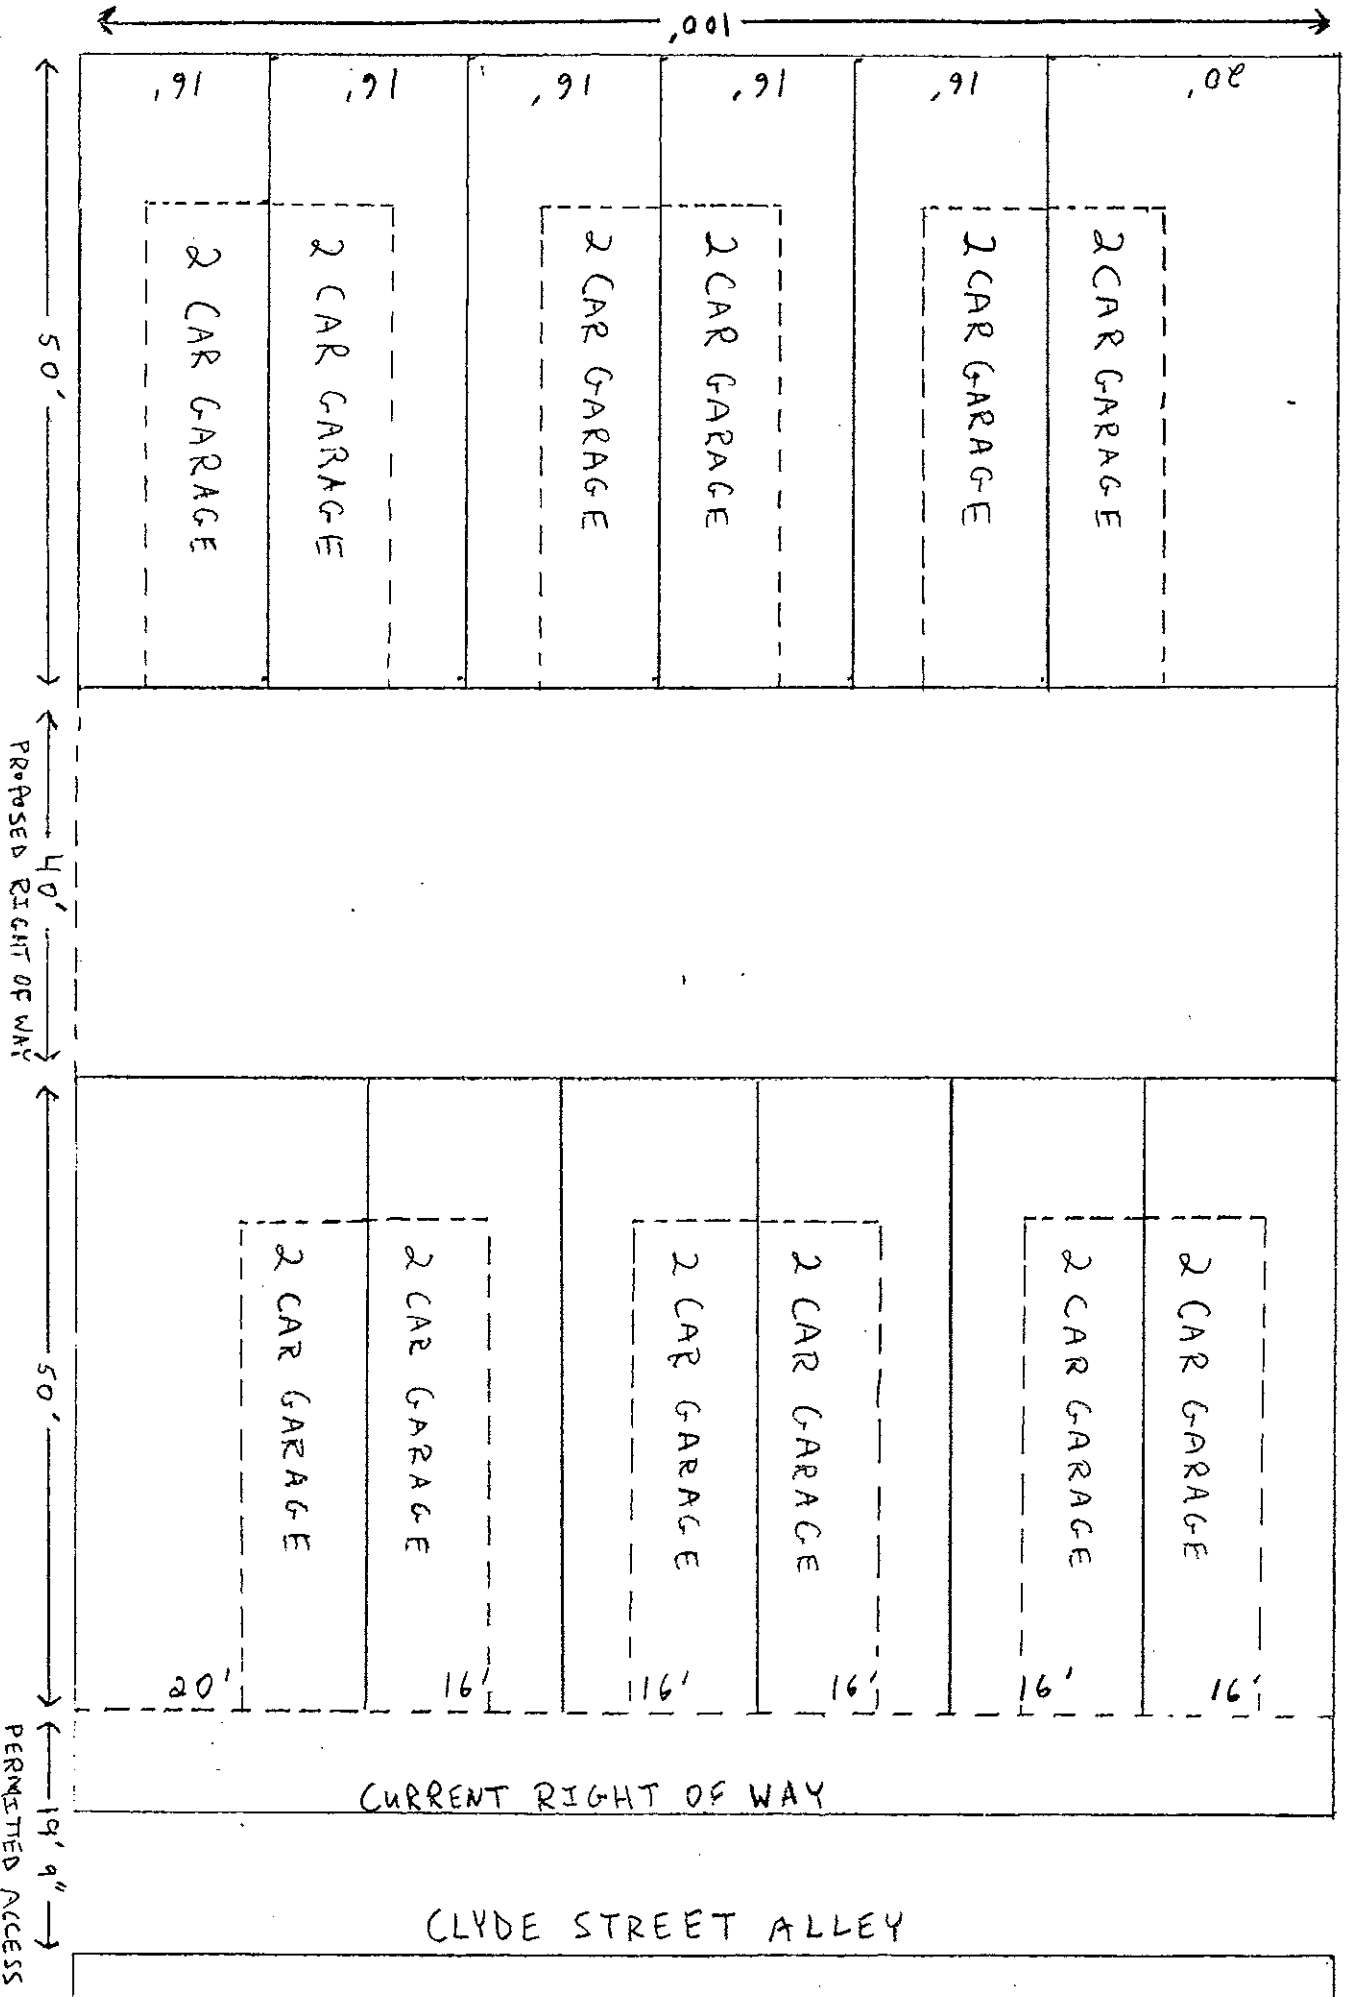 100'
16'
16'
16'
16'
16'
20'
2 CAR GARAGE
2 CAR GARAGE
2 CAR GARAGE
2 CAR GARAGE
2 CAR GARAGE
2 CAR GARAGE
50'
40'
PROPOSED RIGHT OF WAY
2 CAR GARAGE
2 CAR GARAGE
2 CAR GARAGE
2 CAR GARAGE
2 CAR GARAGE
2 CAR GARAGE
50'
20'
16'
16'
16'
16'
16'
CURRENT RIGHT OF WAY
19' 9"
PERMITTED ACCESS
CLYDE STREET ALLEY